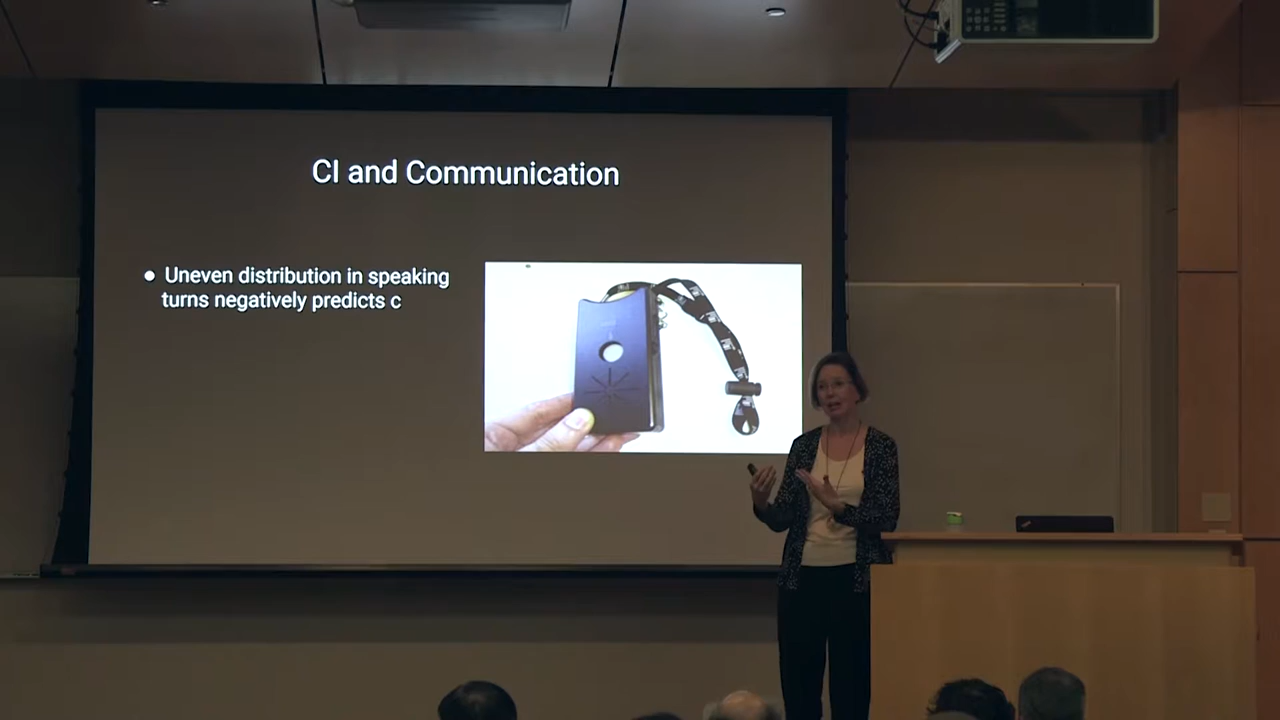 CI and Communication
● Uneven distribution in speaking
turns negatively predicts c